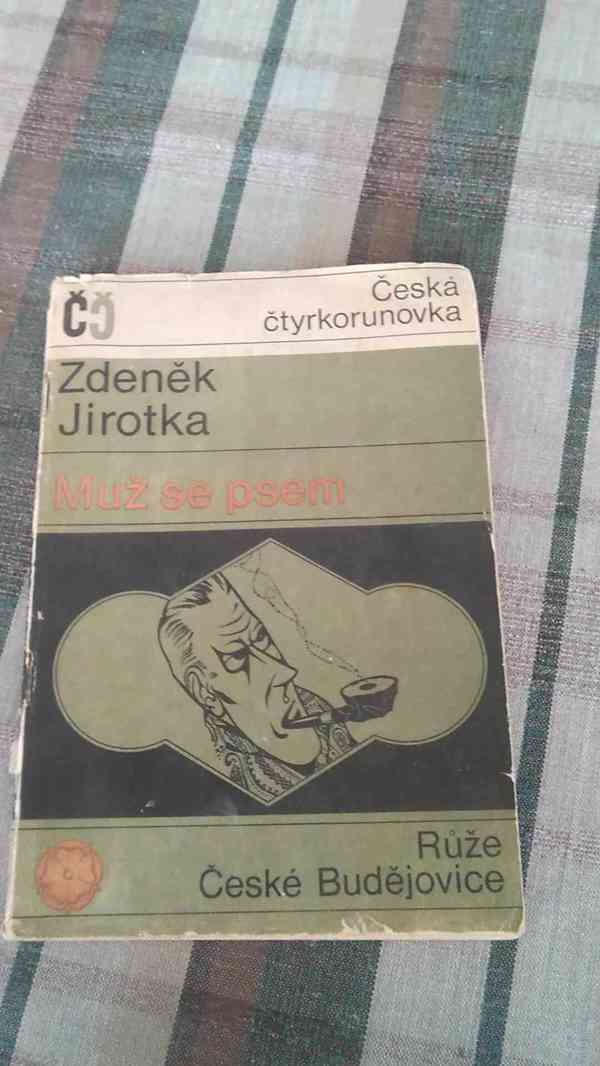 ČČ
Česká
čtyrkorunovka
Zdeněk
Jirotka
Muž se psem
Růže
České Budějovice